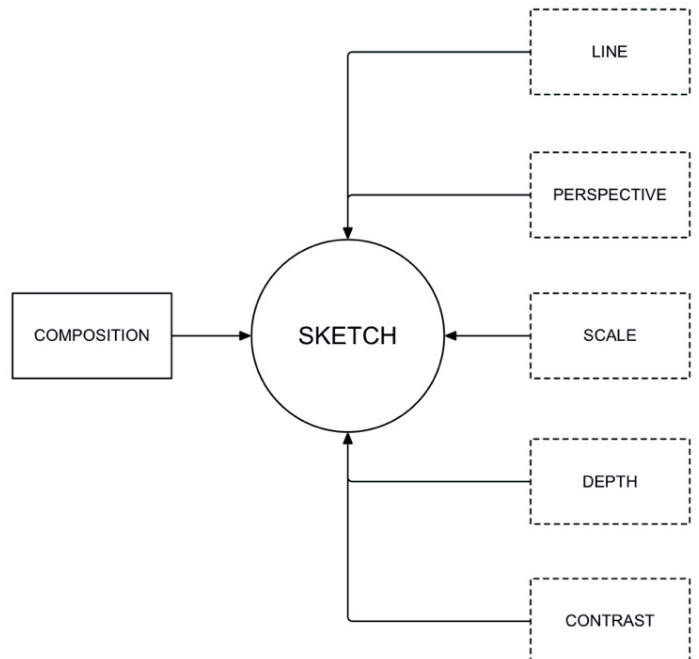 LINE
PERSPECTIVE
COMPOSITION
SKETCH
SCALE
DEPTH
CONTRAST